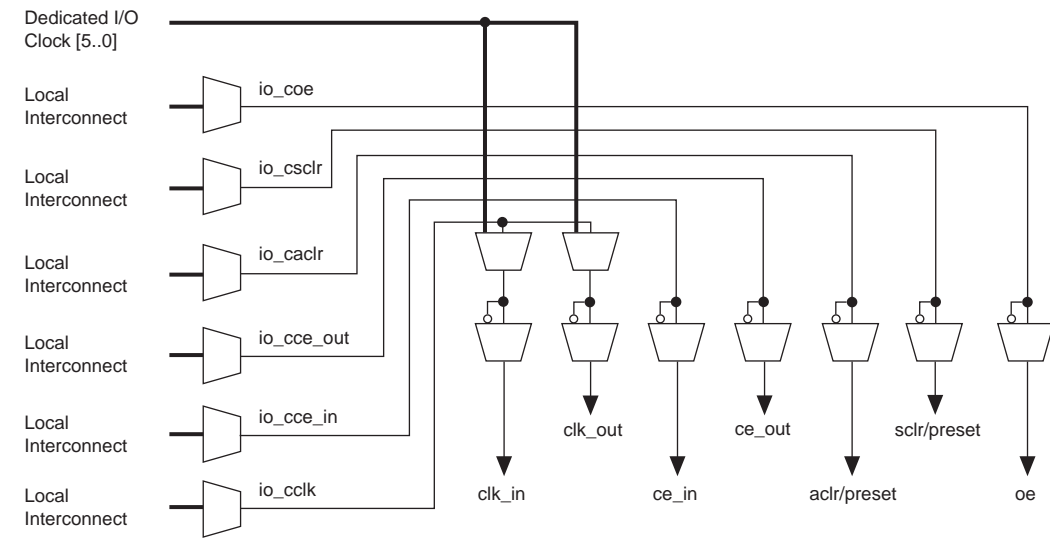 Dedicated I/O
Clock [5..0]
Local
Interconnect
io_coe
Local
Interconnect
io_csclr
Local
Interconnect
io_caclr
Local
Interconnect
io_cce_out
Local
Interconnect
io_cce_in
Local
Interconnect
io_cclk
clk_out
ce_out
sclr/preset
clk_in
ce_in
aclr/preset
oe